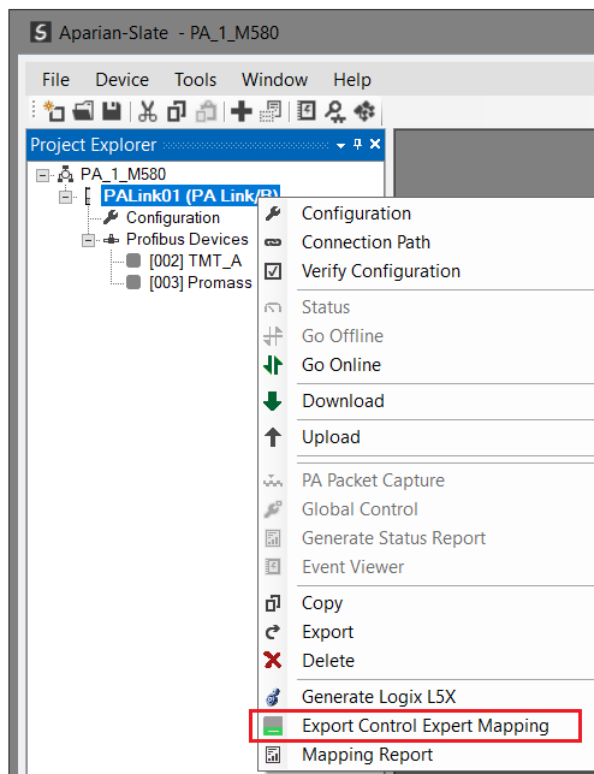 S Aparian-Slate - PA_1_M580
File Device Tools Window Help
Project Explorer
PA_1_M580
PALink01 (PA Link/B)
Configuration
Profibus Devices
[002] TMT_A
[003] Promass
Configuration
Connection Path
Verify Configuration
Status
Go Offline
Go Online
Download
Upload
PA Packet Capture
Global Control
Generate Status Report
Event Viewer
Copy
Export
Delete
Generate Logix L5X
Export Control Expert Mapping
Mapping Report